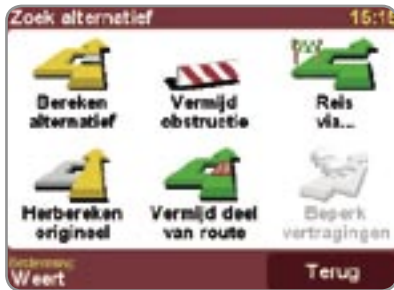 Zoek alternatief 15:15
Bereken alternatief
Vermijd obstructie
Reis via...
Herbereken origineel
Vermijd deel van route
Beperk vertragingen
Bestemming
Weert
Terug